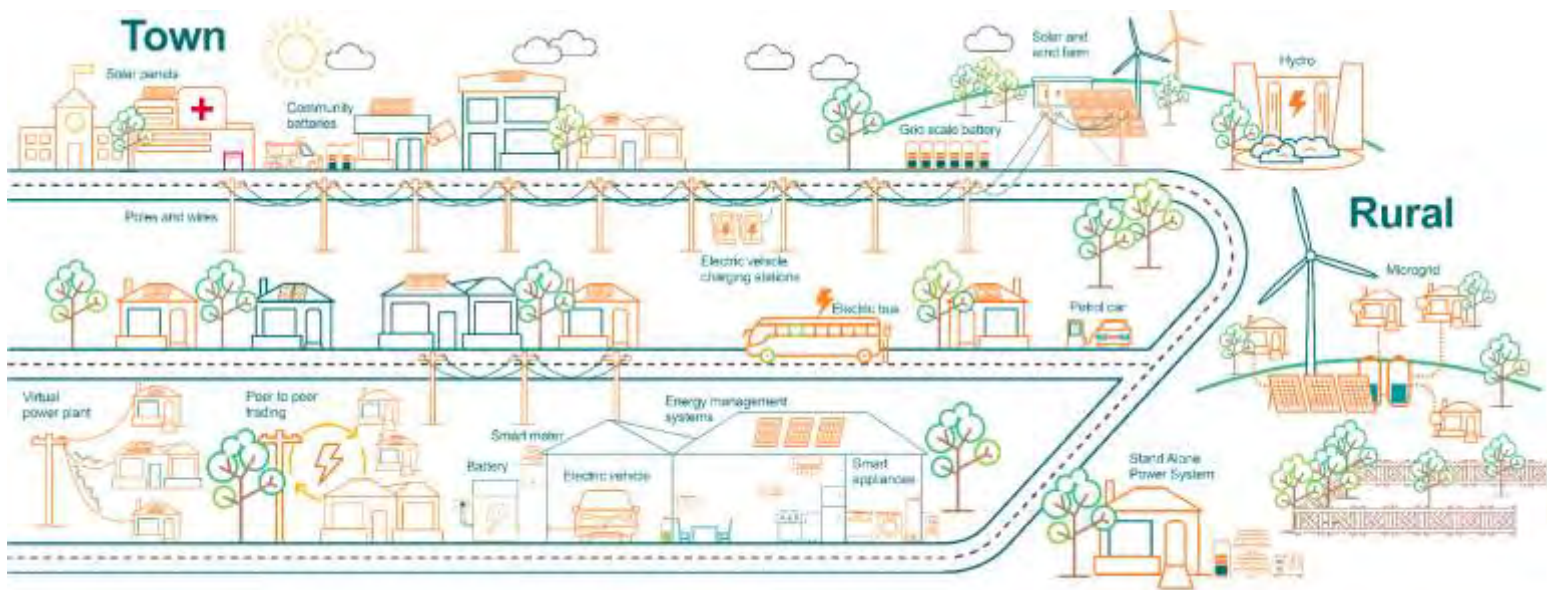 Town
Solar panels
Community
batteries
Solar and
wind farm
Hydro
Grid scale battery
Poles and wires
Rural
Electric vehicle
charging stations
Microgrid
Electric bus
Petrol car
Virtual
power plant
Peer to peer
trading
Energy management
systems
Smart meter
Battery
Electric vehicle
Smart
appliances
Stand Alone
Power System